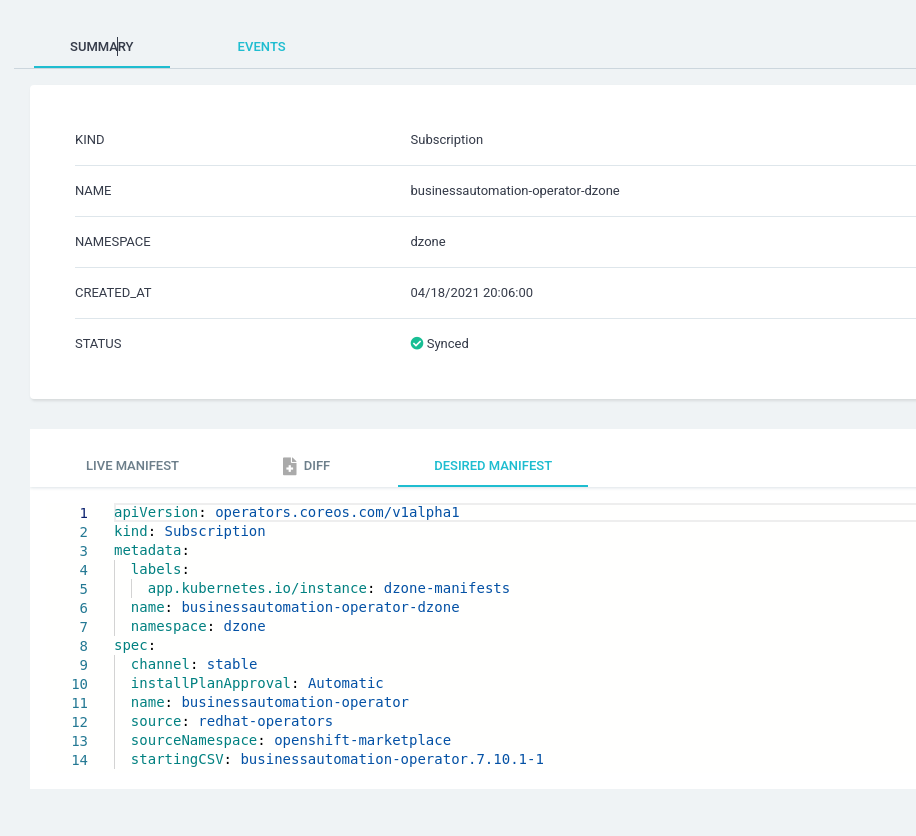 SUMMARY EVENTS
KIND Subscription
NAME businessautomation-operator-dzone
NAMESPACE dzone
CREATED_AT 04/18/2021 20:06:00
STATUS Synced
LIVE MANIFEST DIFF DESIRED MANIFEST
1 apiVersion: operators.coreos.com/v1alpha1
2 kind: Subscription
3 metadata:
4   labels:
5     app.kubernetes.io/instance: dzone-manifests
6   name: businessautomation-operator-dzone
7   namespace: dzone
8 spec:
9   channel: stable
10   installPlanApproval: Automatic
11   name: businessautomation-operator
12   source: redhat-operators
13   sourceNamespace: openshift-marketplace
14   startingCSV: businessautomation-operator.7.10.1-1